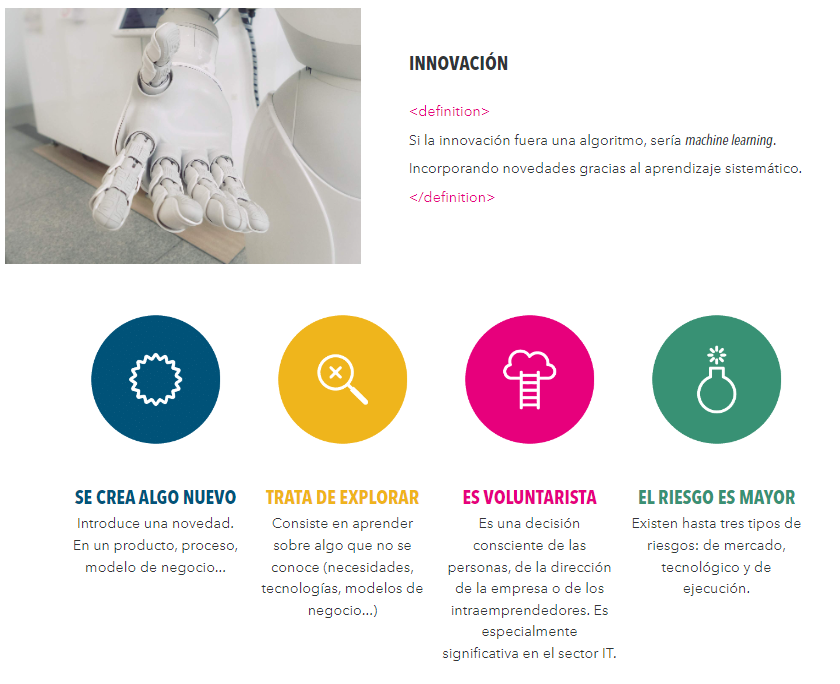 INNOVACIÓN
<definition>
Si la innovación fuera una algoritmo, sería machine learning.
Incorporando novedades gracias al aprendizaje sistemático.
</definition>
SE CREA ALGO NUEVO
Introduce una novedad.
En un producto, proceso,
modelo de negocio...
TRATA DE EXPLORAR
Consiste en aprender
sobre algo que no se
conoce (necesidades,
tecnologías, modelos de
negocio...)
ES VOLUNTARISTA
Es una decisión
consciente de las
personas, de la dirección
de la empresa o de los
intraemprendedores. Es
especialmente
significativa en el sector IT.
EL RIESGO ES MAYOR
Existen hasta tres tipos de
riesgos: de mercado,
tecnológico y de
ejecución.